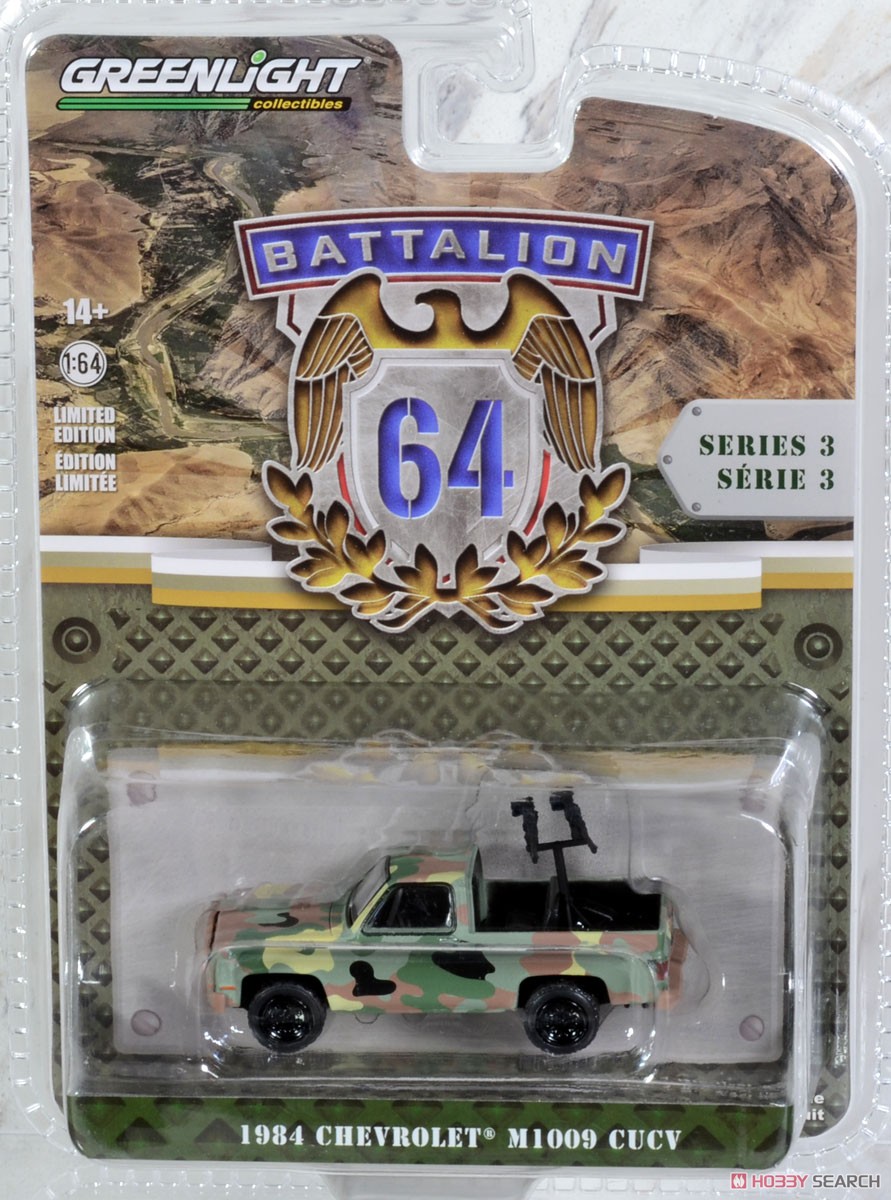 GREENLIGHT
collectibles
BATTALION
64
14+
1:64
LIMITED
EDITION
ÉDITION
LIMITÉE
SERIES 3
SÉRIE 3
1984 CHEVROLET® M1009 CUCV
HOBBY SEARCH